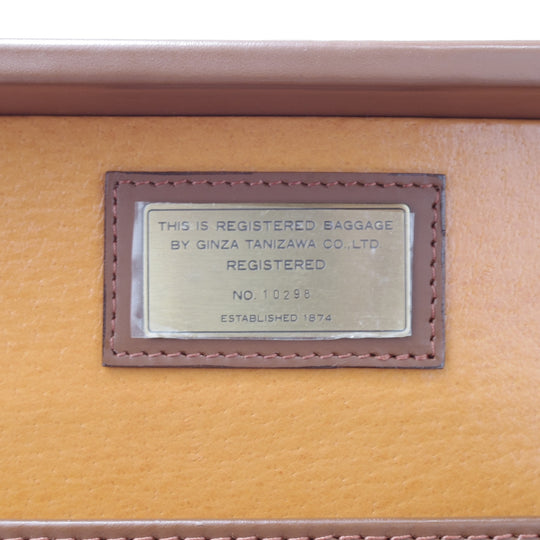 THIS IS REGISTERED BAGGAGE
BY GINZA TANIZAWA CO.,LTD
REGISTERED
NO. 10298
ESTABLISHED 1874